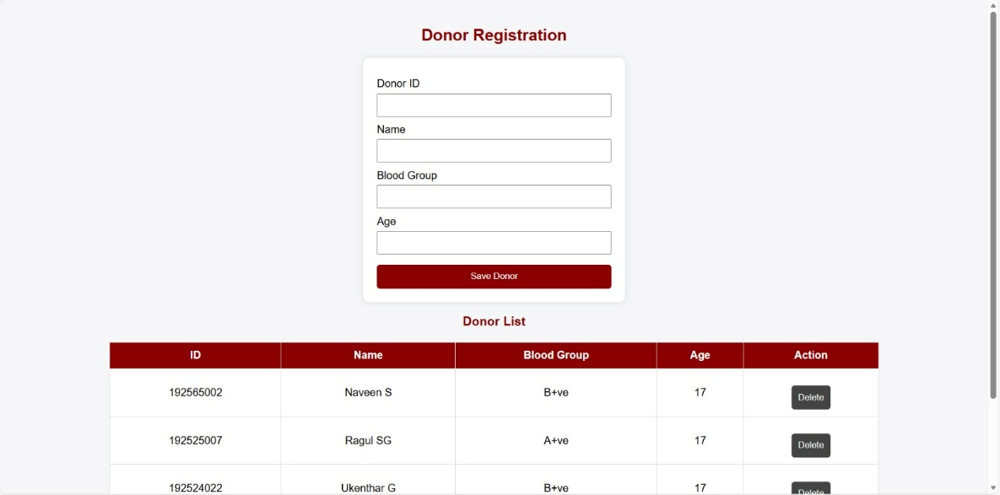 Donor Registration
Donor ID
Name
Blood Group
Age
Save Donor
Donor List
ID Name Blood Group Age Action
192565002 Naveen S B+ve 17 Delete
192525007 Ragul SG A+ve 17 Delete
192524022 Ukenthar G B+ve 17 Delete